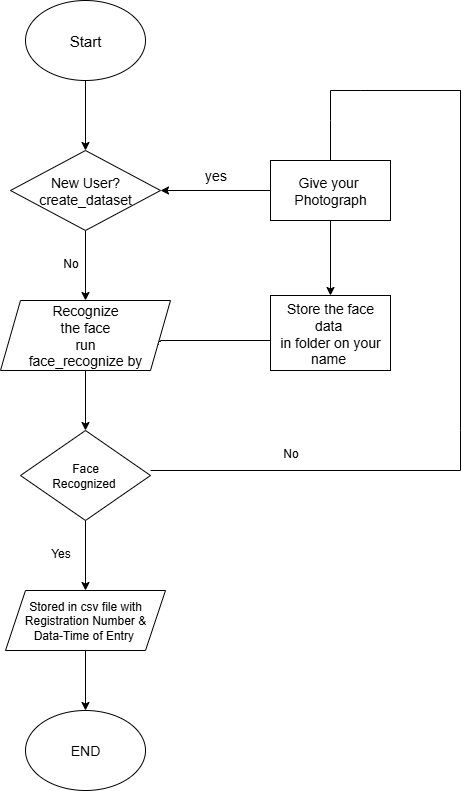 Start
New User?
create_dataset
yes
Give your
Photograph
No
Recognize
the face
run
face_recognize by
Store the face
data
in folder on your
name
Face
Recognized
No
Yes
Stored in csv file with
Registration Number &
Data-Time of Entry
END